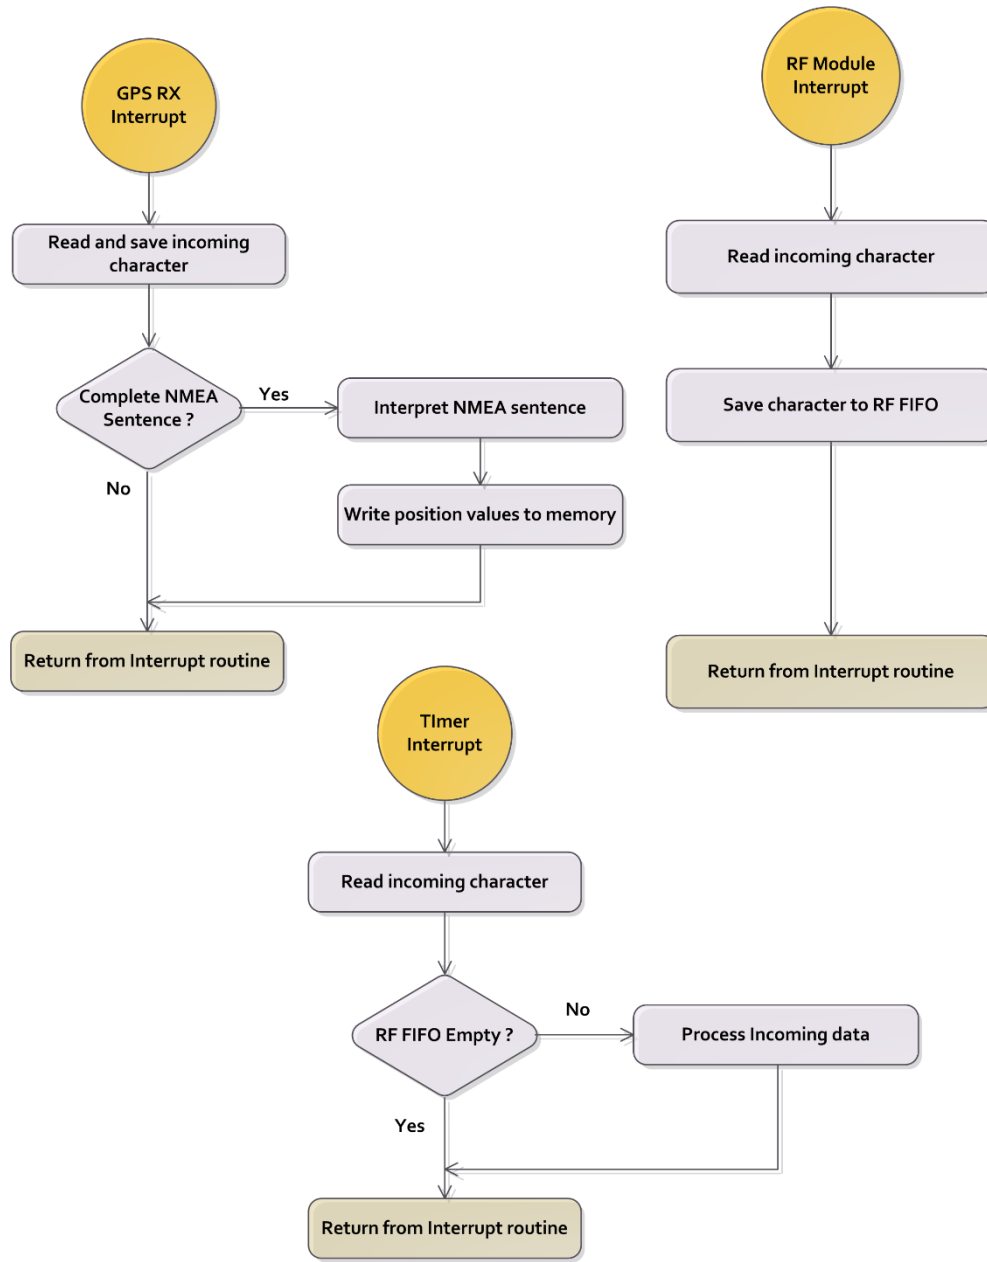 GPS RX
Interrupt
Read and save incoming
character
Complete NMEA
Sentence ?
Yes
No
Interpret NMEA sentence
Write position values to memory
Return from Interrupt routine
RF Module
Interrupt
Read incoming character
Save character to RF FIFO
Return from Interrupt routine
TImer
Interrupt
Read incoming character
RF FIFO Empty ?
No
Yes
Process Incoming data
Return from Interrupt routine